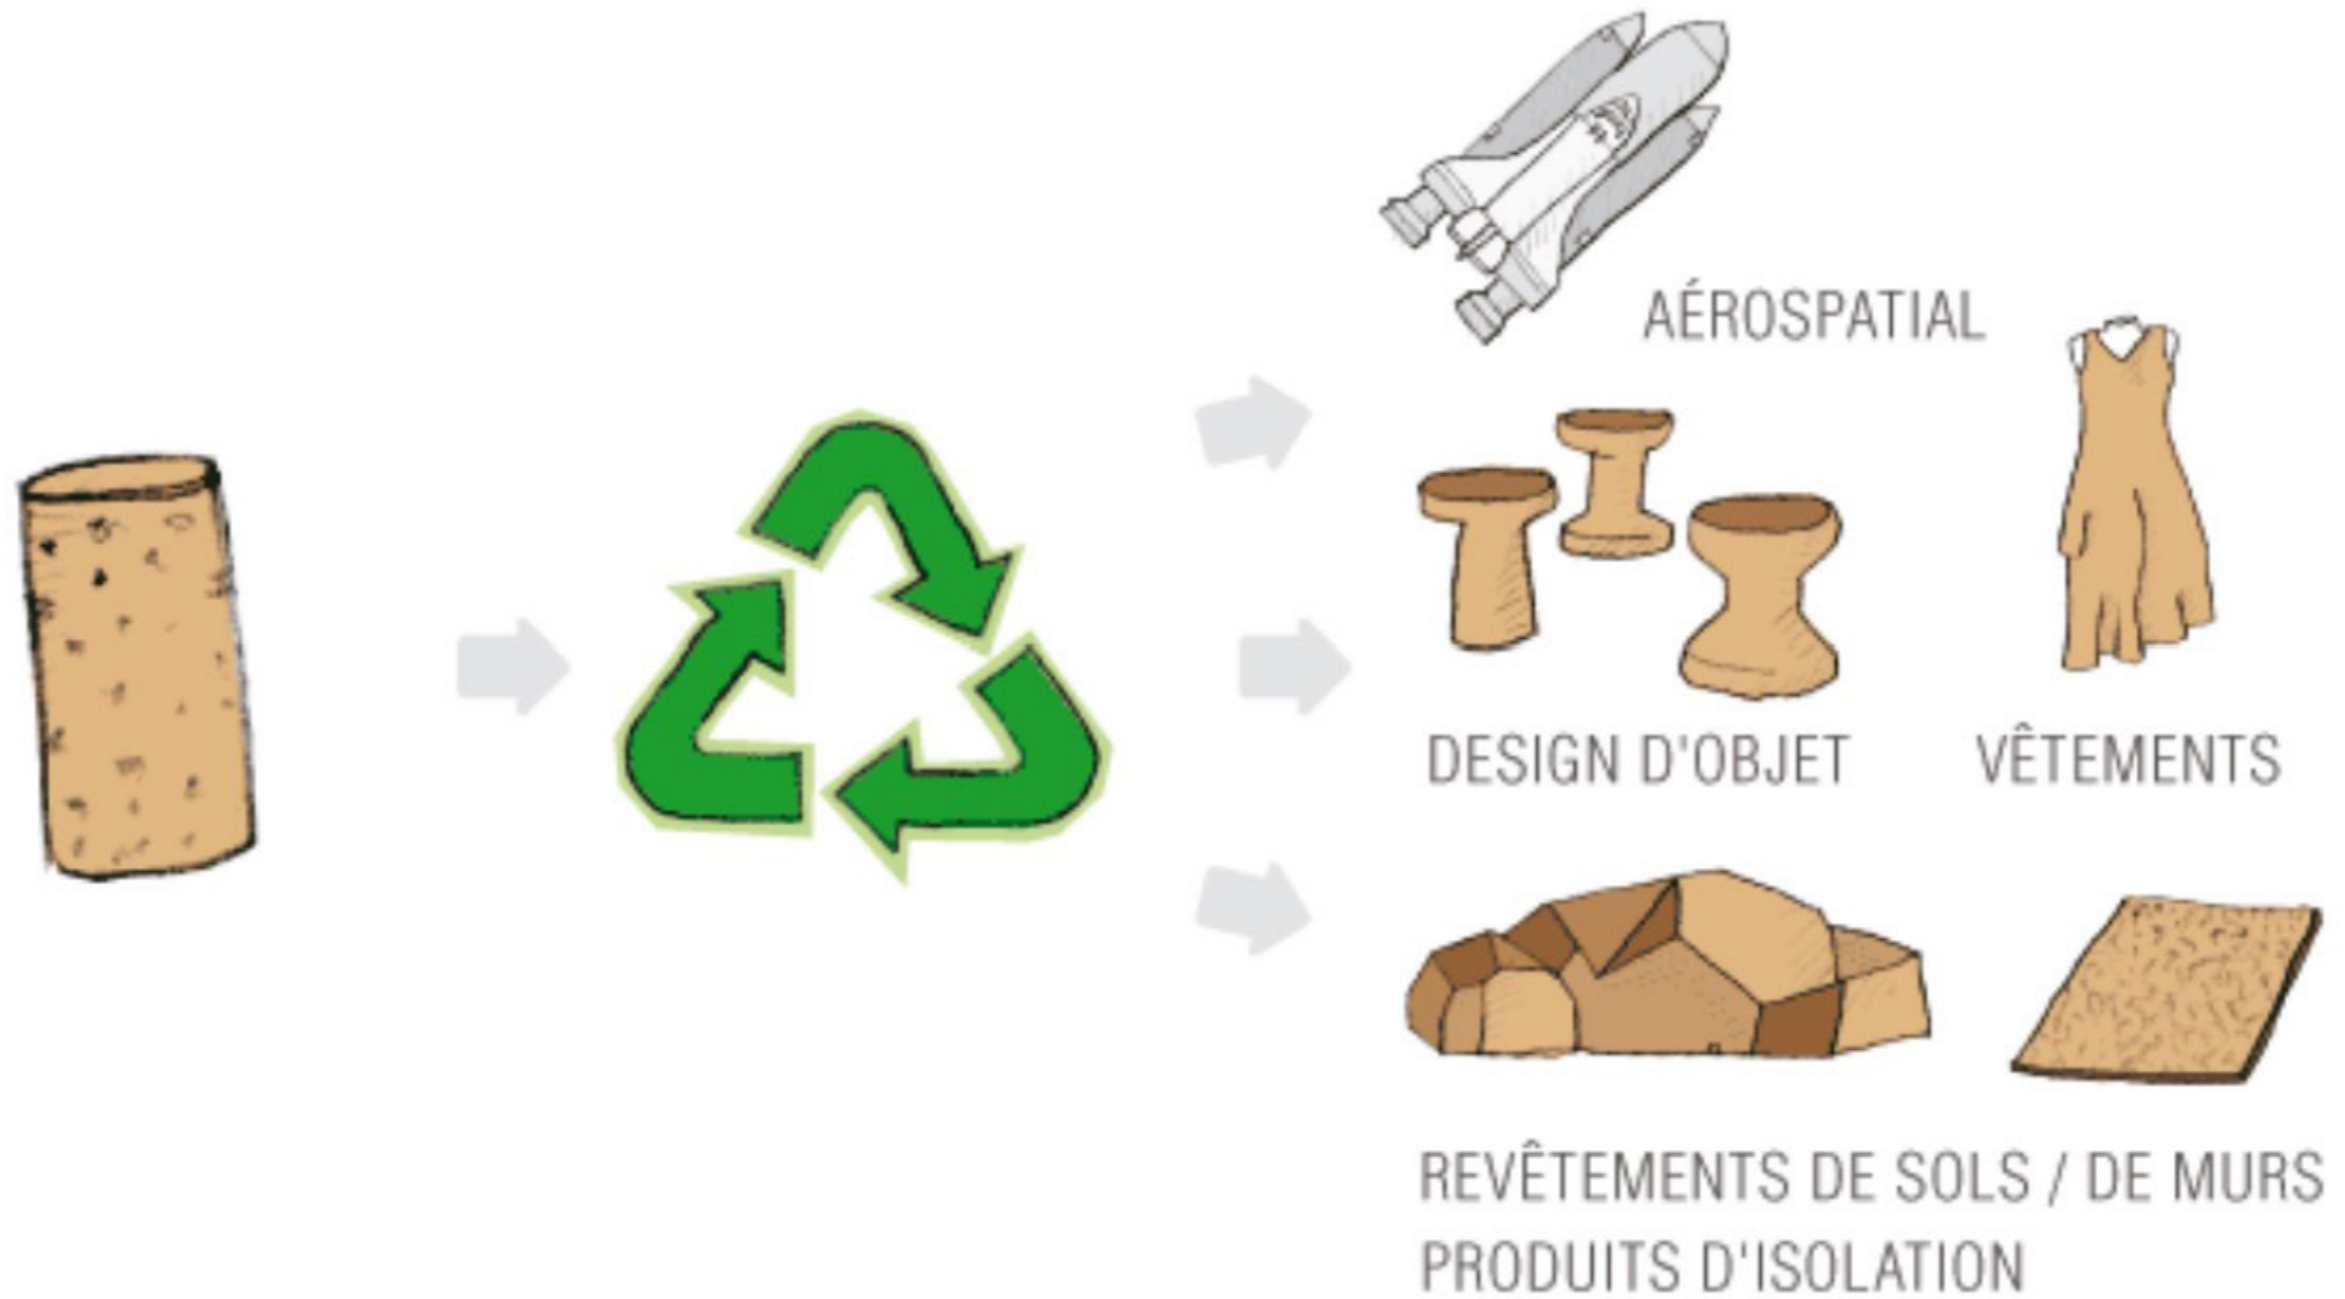 AÉROSPATIAL
DESIGN D'OBJET
VÊTEMENTS
REVÊTEMENTS DE SOLS / DE MURS
PRODUITS D'ISOLATION